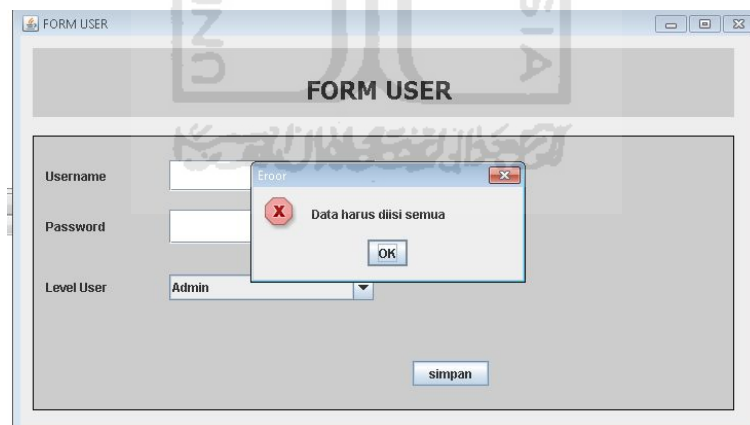 FORM USER
FORM USER
Username
Eroor
Data harus diisi semua
Password
OK
Level User
Admin
simpan